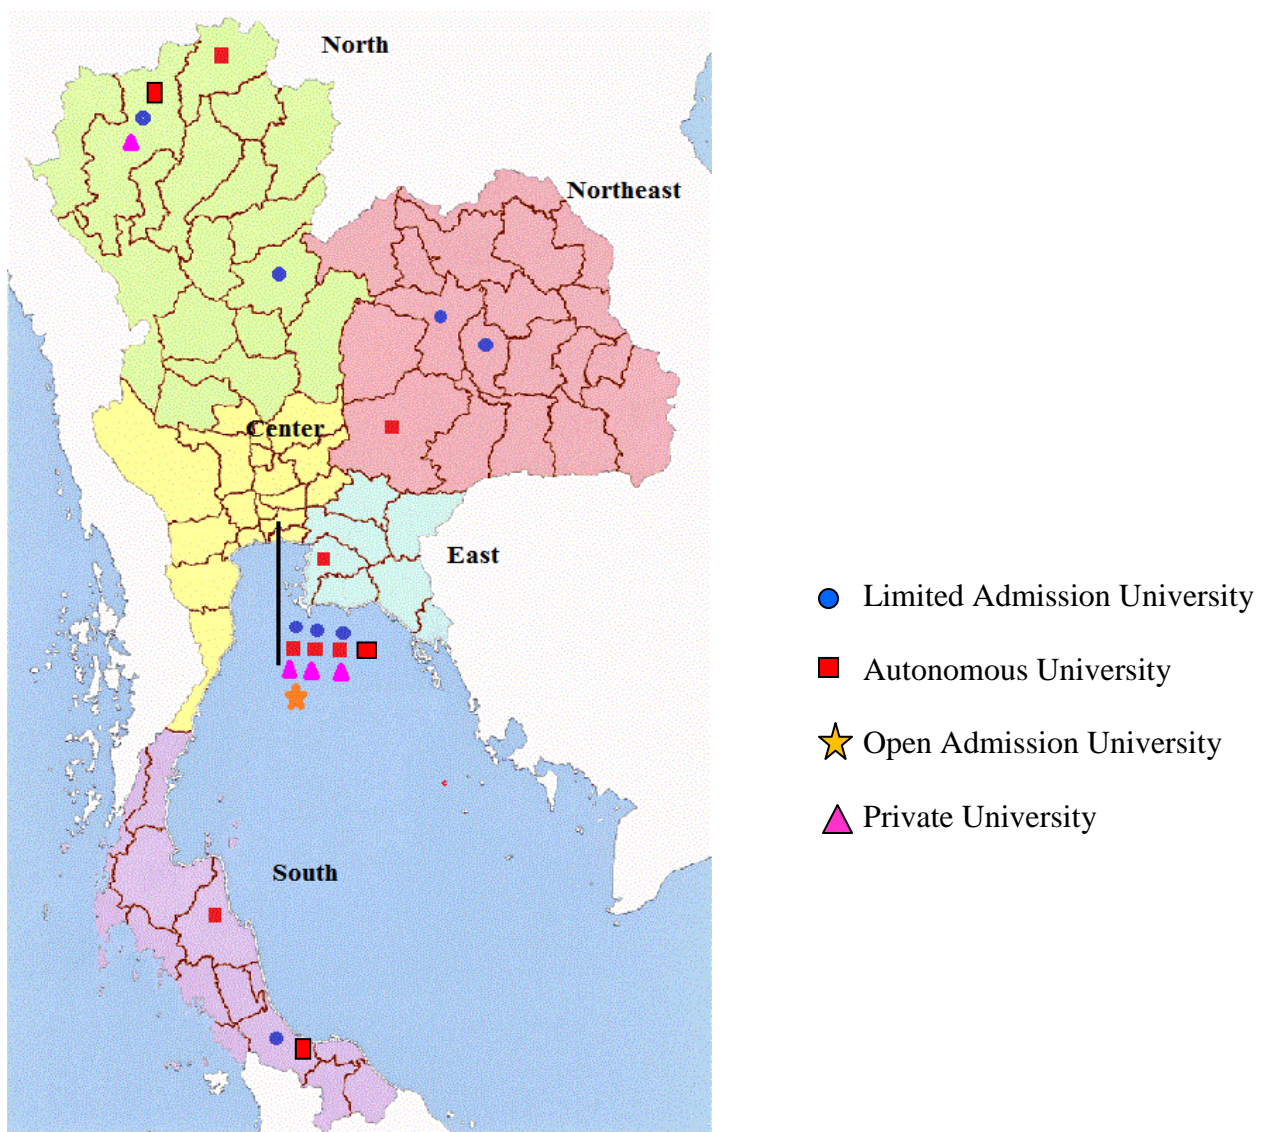 North
Northeast
Center
East
South
Limited Admission University
Autonomous University
Open Admission University
Private University